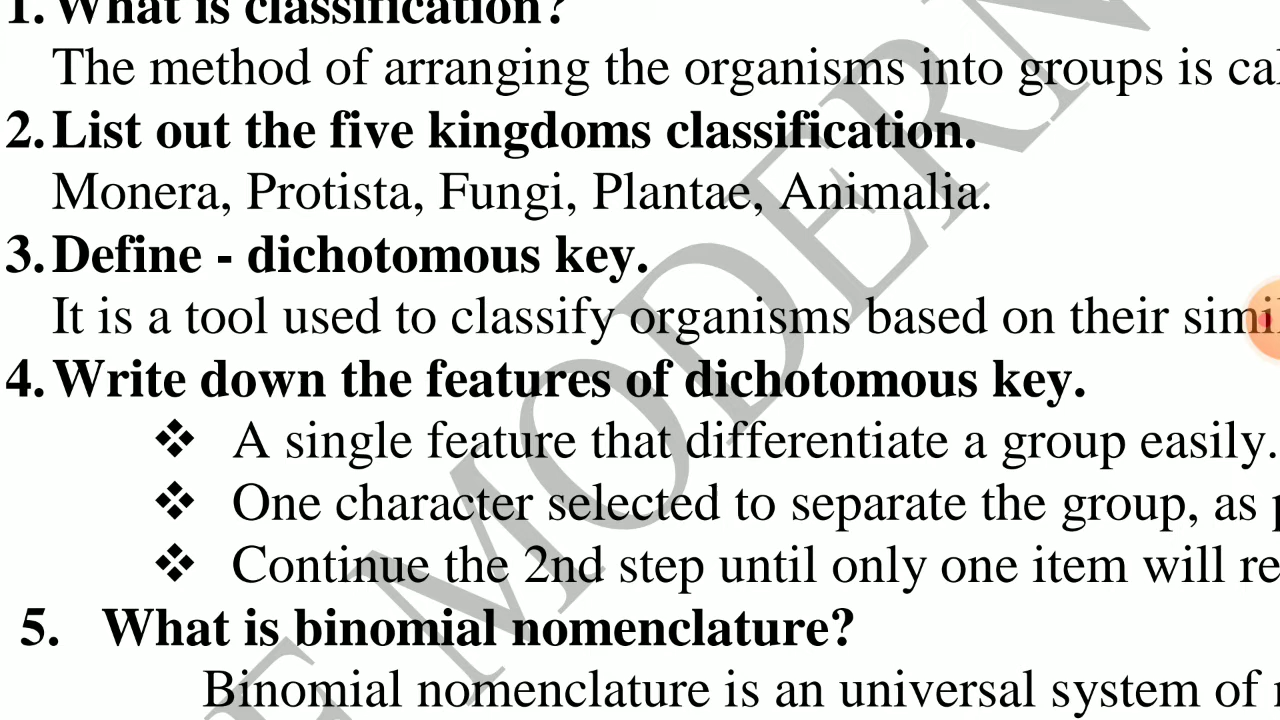 1. What is classification?
The method of arranging the organisms into groups is
2. List out the five kingdoms classification.
Monera, Protista, Fungi, Plantae, Animalia.
3. Define - dichotomous key.
It is a tool used to classify organisms based on their
4. Write down the features of dichotomous key.
❖ A single feature that differentiate a group easily.
❖ One character selected to separate the group, as
❖ Continue the 2nd step until only one item will
5. What is binomial nomenclature?
Binomial nomenclature is an universal system of
MODERN